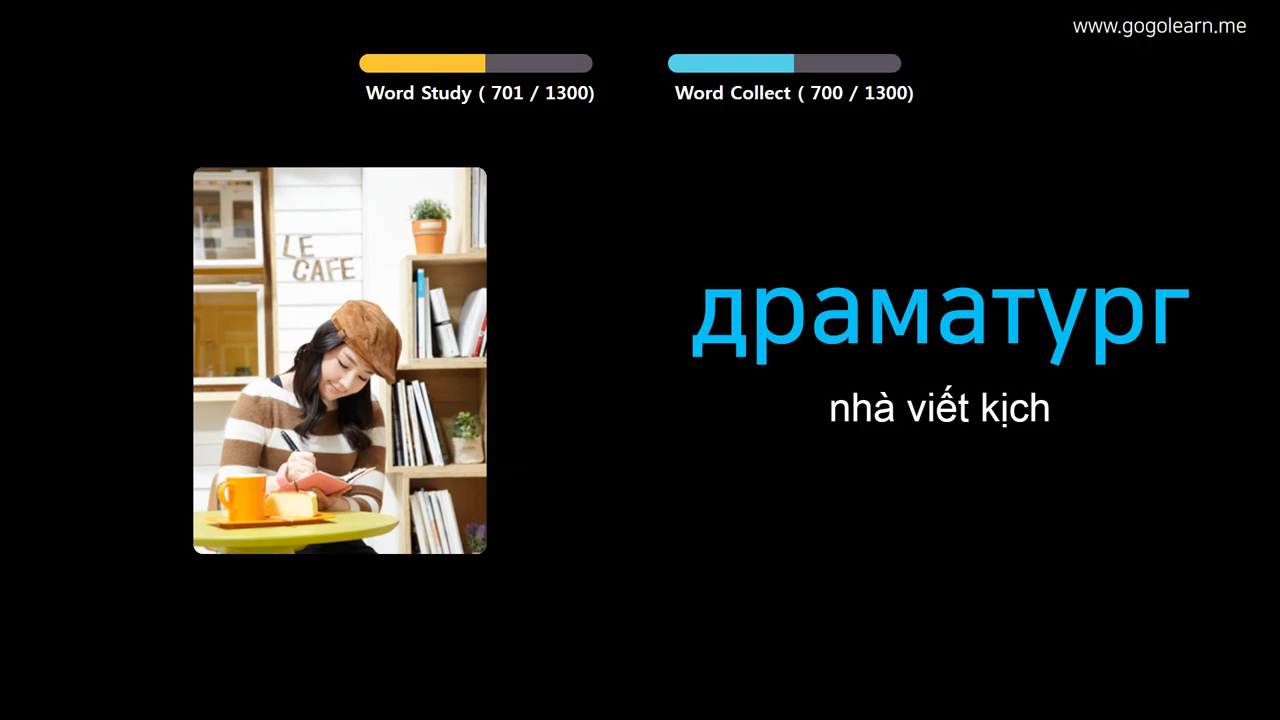 www.gogolearn.me
Word Study ( 701 / 1300)
Word Collect ( 700 / 1300)
LE
CAFE
драматург
nhà viết kịch